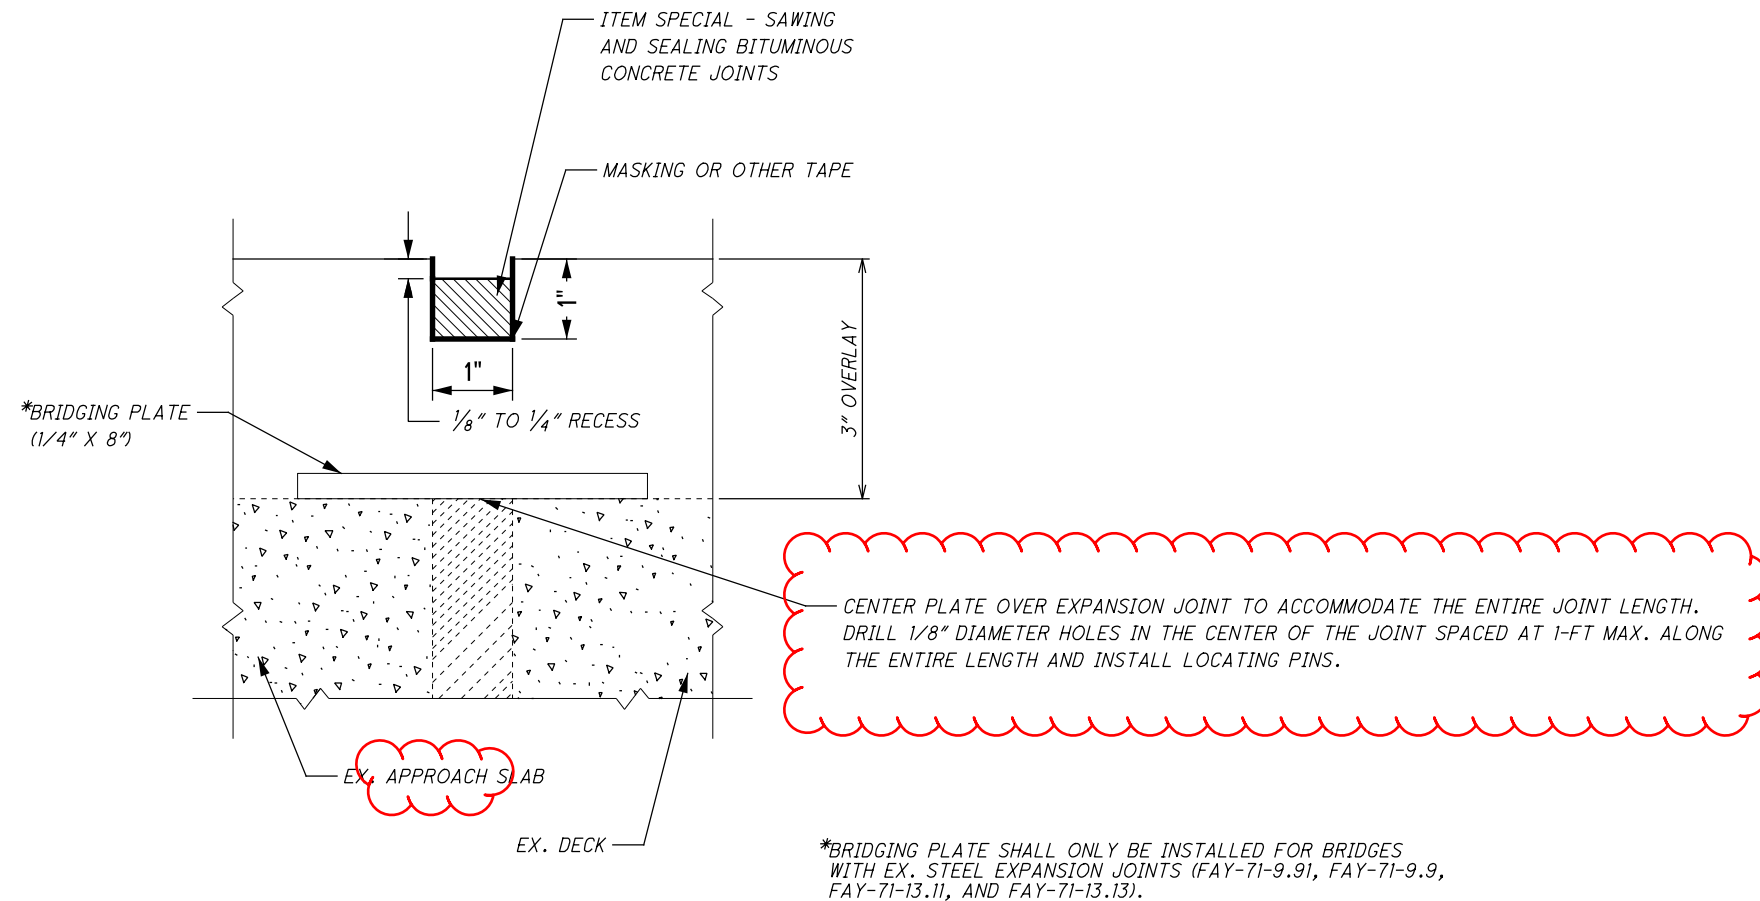 ITEM SPECIAL - SAWING
AND SEALING BITUMINOUS
CONCRETE JOINTS
MASKING OR OTHER TAPE
1"
1"
3" OVERLAY
*BRIDGING PLATE
(1/4" X 8")
1/8" TO 1/4" RECESS
CENTER PLATE OVER EXPANSION JOINT TO ACCOMMODATE THE ENTIRE JOINT LENGTH.
DRILL 1/8" DIAMETER HOLES IN THE CENTER OF THE JOINT SPACED AT 1-FT MAX. ALONG
THE ENTIRE LENGTH AND INSTALL LOCATING PINS.
EX. APPROACH SLAB
EX. DECK
*BRIDGING PLATE SHALL ONLY BE INSTALLED FOR BRIDGES
WITH EX. STEEL EXPANSION JOINTS (FAY-71-9.91, FAY-71-9.9,
FAY-71-13.11, AND FAY-71-13.13).